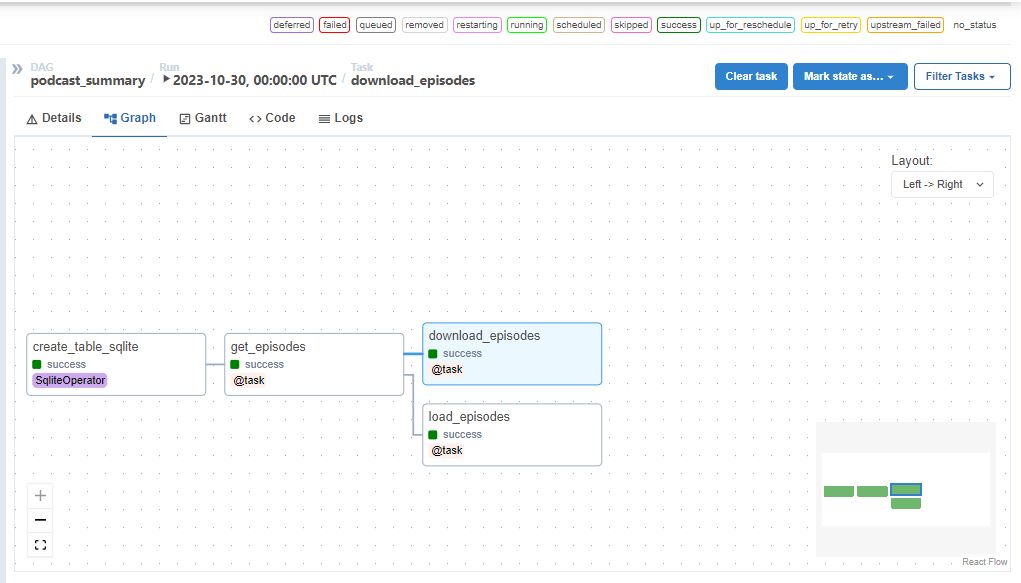 deferred failed queued removed restarting running scheduled skipped success up_for_reschedule up_for_retry upstream_failed no_status
DAG Run Task
podcast_summary / 2023-10-30, 00:00:00 UTC / download_episodes
Clear task Mark state as... Filter Tasks
Details Graph Gantt Code Logs
Layout:
Left -> Right
create_table_sqlite
success
SqliteOperator
get_episodes
success
@task
download_episodes
success
@task
load_episodes
success
@task
React Flow